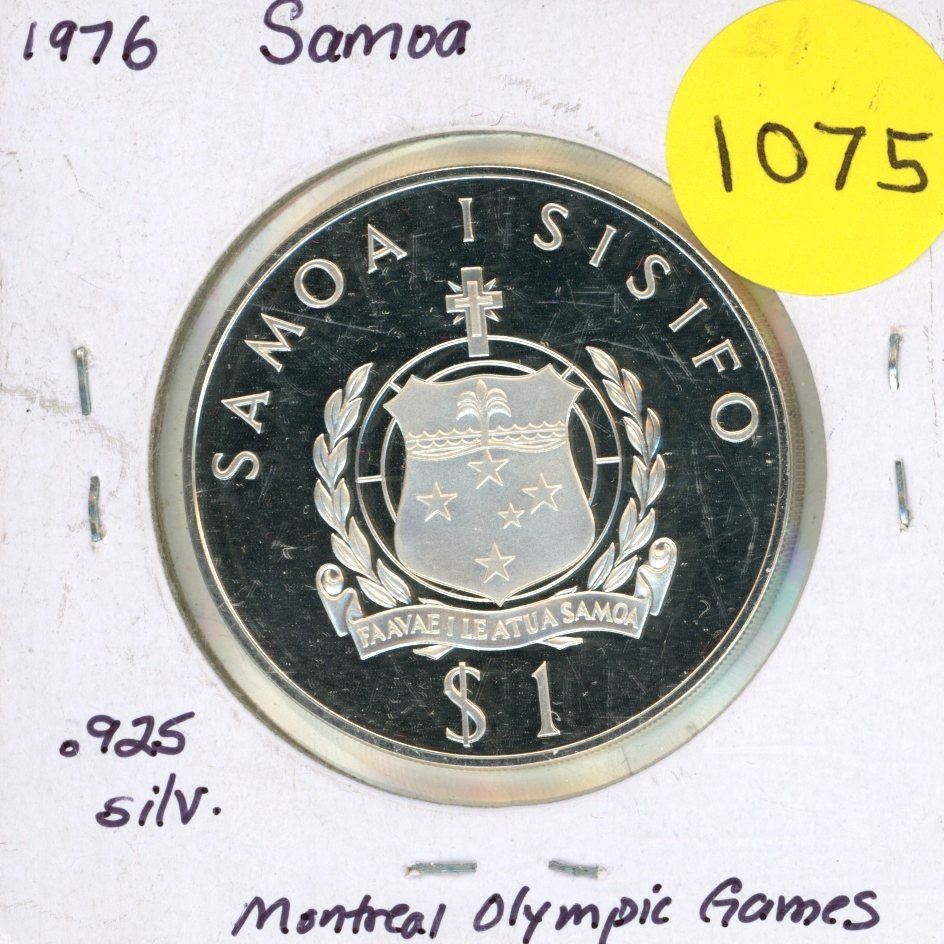 1976 Samoa
1075
SAMOA I SISIFO
FAAVAE I LE ATUA SAMOA
$1
.925
silv.
Montreal Olympic Games